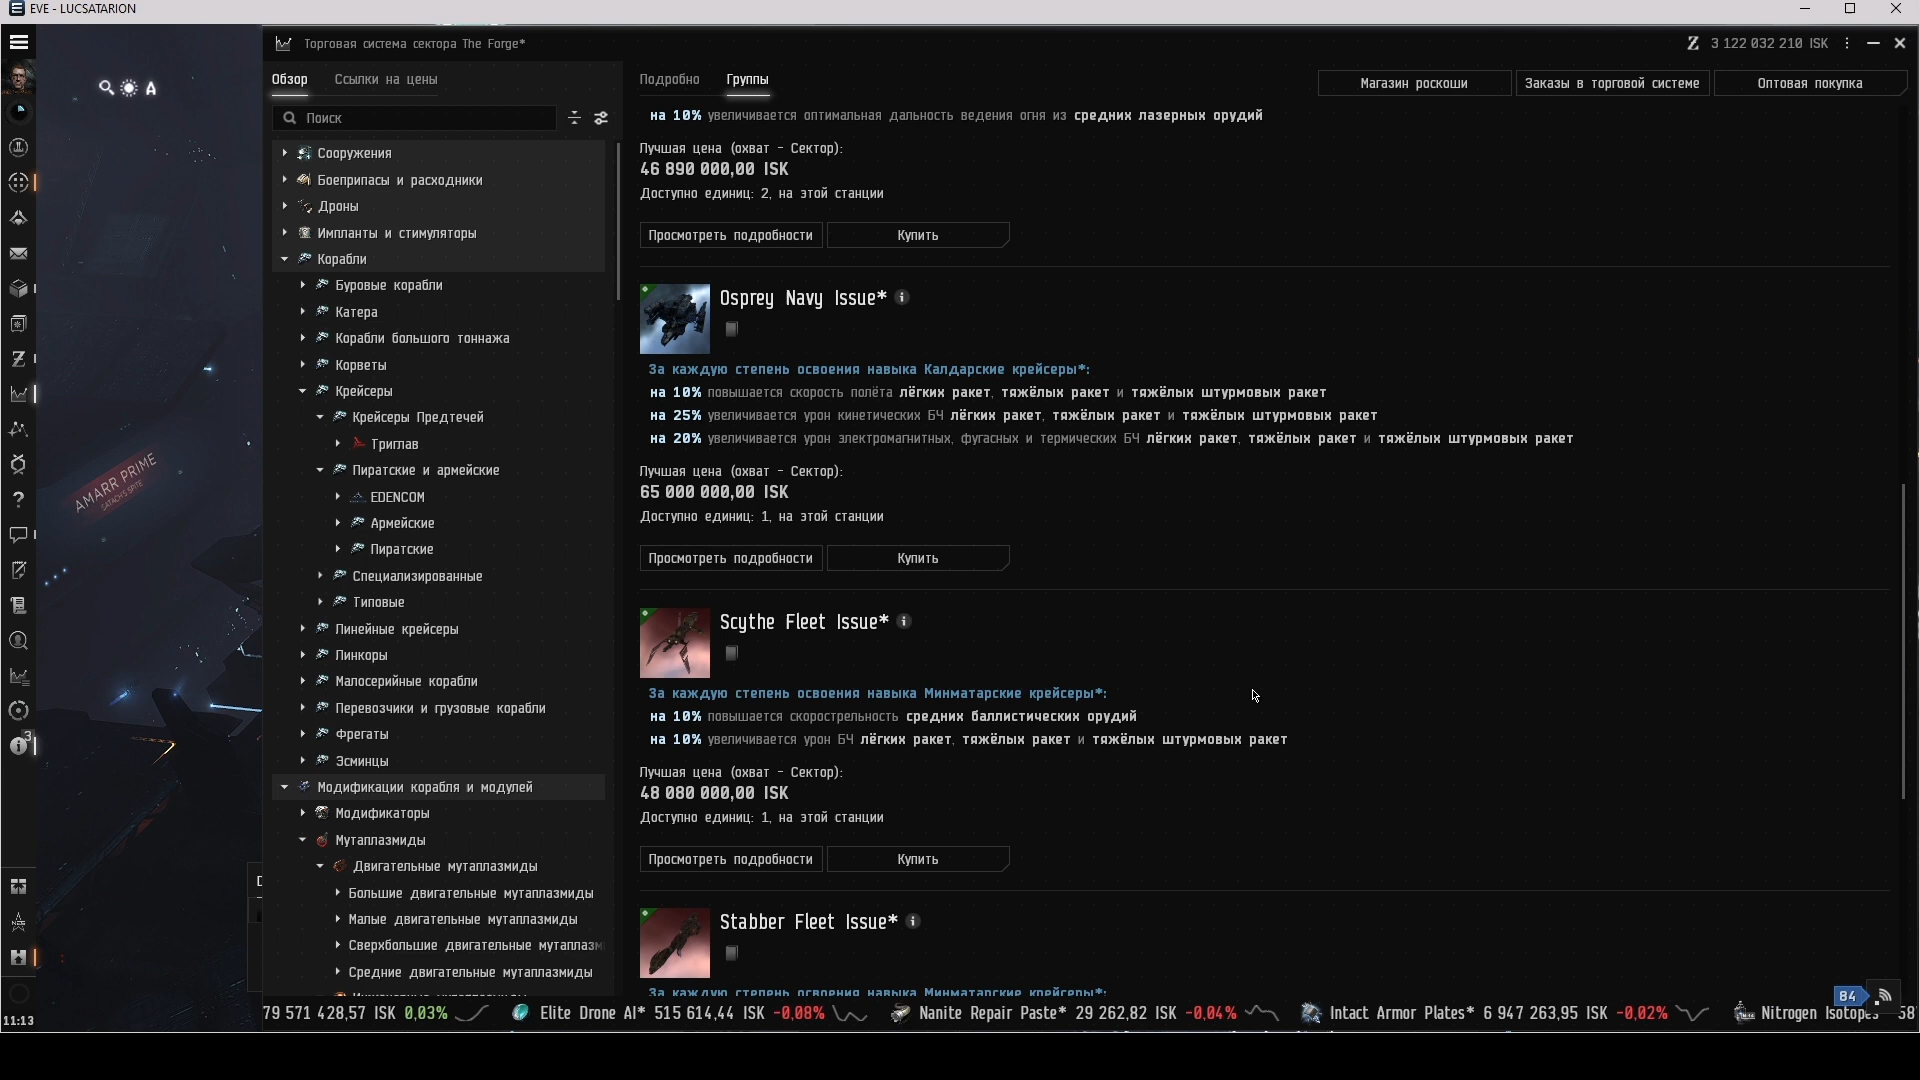 EVE - LUCSATARION
Торговая система сектора The Forge*
3 122 032 210 ISK
Обзор
Ссылки на цены
Подробно
Группы
Магазин роскоши
Заказы в торговой системе
Оптовая покупка
Поиск
Сооружения
Боеприпасы и расходники
Дроны
Импланты и стимуляторы
Корабли
Буровые корабли
Катера
Корабли большого тоннажа
Корветы
Крейсеры
Крейсеры Предтечей
Триглав
Пиратские и армейские
EDENCOM
Армейские
Пиратские
Специализированные
Типовые
Линейные крейсеры
Линкоры
Малосерийные корабли
Перевозчики и грузовые корабли
Фрегаты
Эсминцы
Модификации корабля и модулей
Модификаторы
Мутаплазмиды
Двигательные мутаплазмиды
Большие двигательные мутаплазмиды
Малые двигательные мутаплазмиды
Сверхбольшие двигательные мутаплазм
Средние двигательные мутаплазмиды
на 10% увеличивается оптимальная дальность ведения огня из средних лазерных орудий
Лучшая цена (охват - Сектор):
46 890 000,00 ISK
Доступно единиц: 2, на этой станции
Просмотреть подробности
Купить
Osprey Navy Issue*
За каждую степень освоения навыка Калдарские крейсеры*:
на 10% повышается скорость полёта лёгких ракет, тяжёлых ракет и тяжёлых штурмовых ракет
на 25% увеличивается урон кинетических БЧ лёгких ракет, тяжёлых ракет и тяжёлых штурмовых ракет
на 20% увеличивается урон электромагнитных, фугасных и термических БЧ лёгких ракет, тяжёлых ракет и тяжёлых штурмовых ракет
Лучшая цена (охват - Сектор):
65 000 000,00 ISK
Доступно единиц: 1, на этой станции
Просмотреть подробности
Купить
Scythe Fleet Issue*
За каждую степень освоения навыка Минматарские крейсеры*:
на 10% повышается скорострельность средних баллистических орудий
на 10% увеличивается урон БЧ лёгких ракет, тяжёлых ракет и тяжёлых штурмовых ракет
Лучшая цена (охват - Сектор):
48 080 000,00 ISK
Доступно единиц: 1, на этой станции
Просмотреть подробности
Купить
Stabber Fleet Issue*
За каждую степень освоения навыка Минматарские крейсеры*:
AMARR PRIME
3
84
79 571 428,57 ISK 0,03%
Elite Drone AI* 515 614,44 ISK -0,08%
Nanite Repair Paste* 29 262,82 ISK -0,04%
Intact Armor Plates* 6 947 263,95 ISK -0,02%
Nitrogen Isotopes
11:13